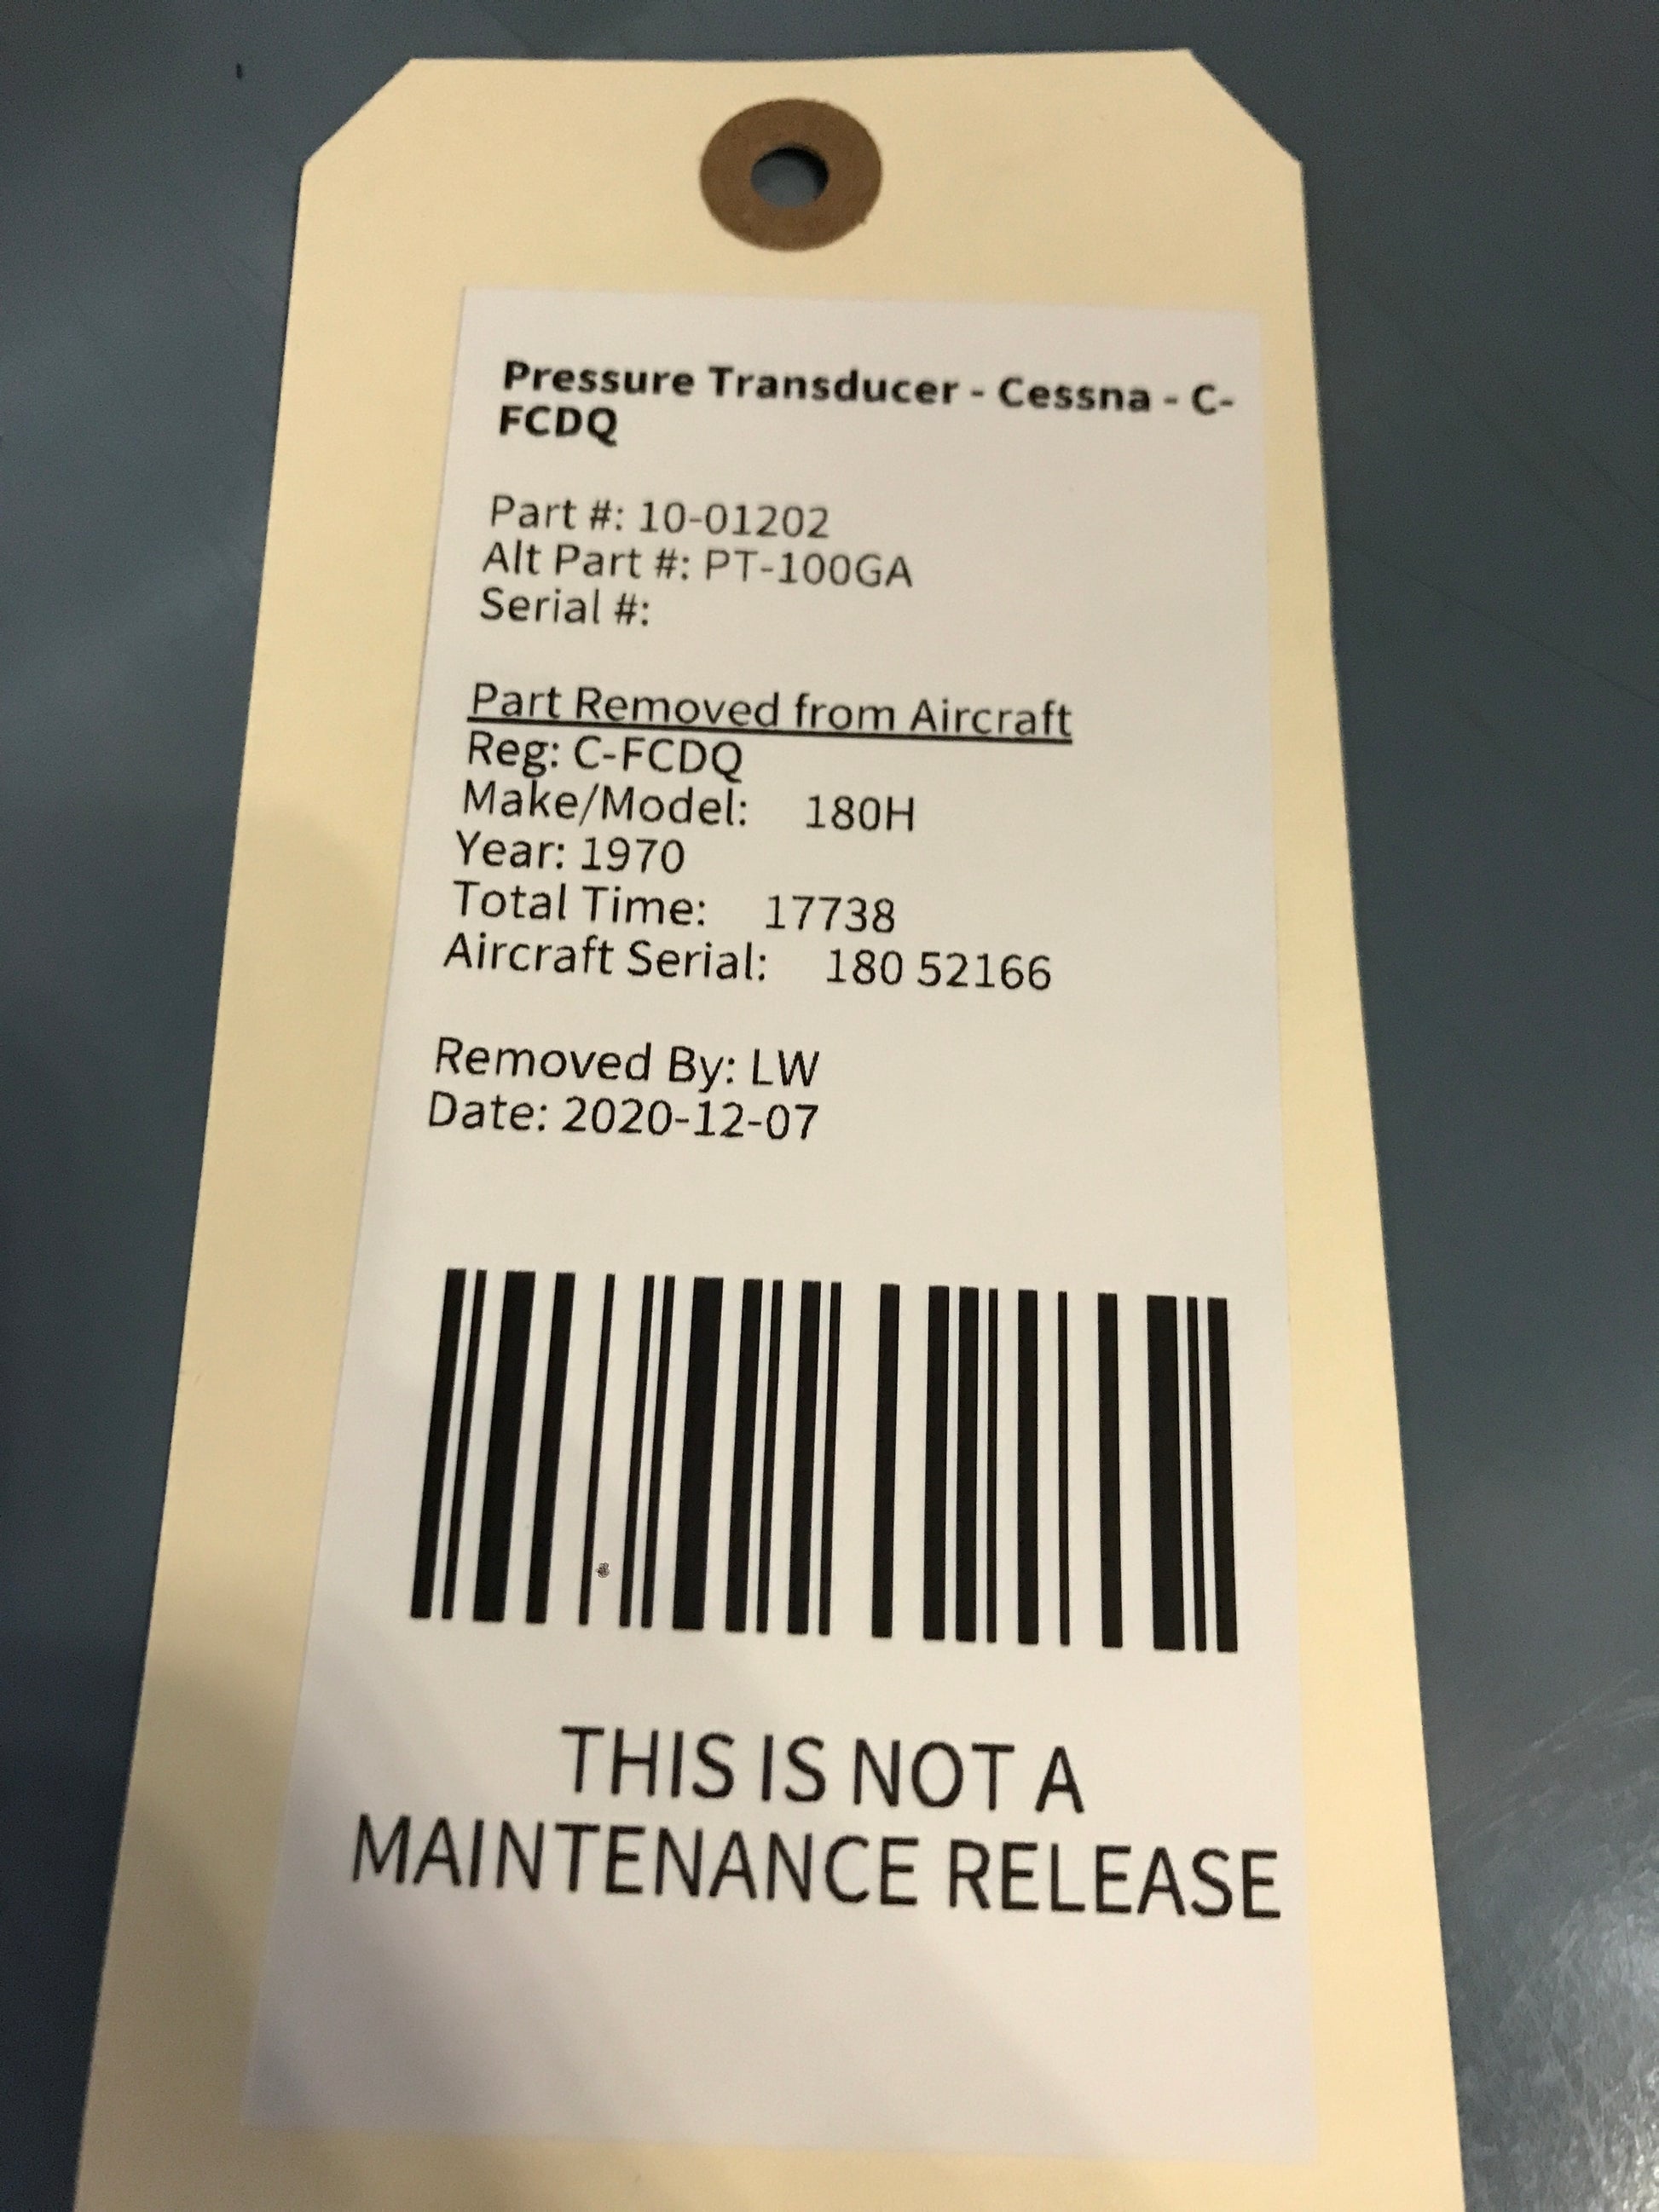 Pressure Transducer - Cessna - C-
FCDQ
Part #: 10-01202
Alt Part #: PT-100GA
Serial #:
Part Removed from Aircraft
Reg: C-FCDQ
Make/Model: 180H
Year: 1970
Total Time: 17738
Aircraft Serial: 180 52166
Removed By: LW
Date: 2020-12-07
THIS IS NOT A
MAINTENANCE RELEASE